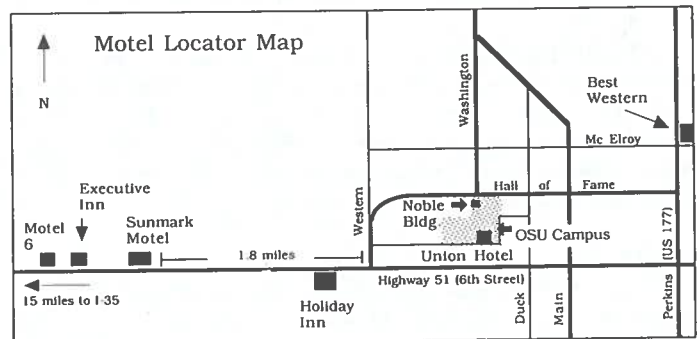 Motel Locator Map
N
Washington
Best
Western
Mc Elroy
Executive
Inn
Motel
6
Sunmark
Motel
Western
Hall of Fame
Noble
Bldg
OSU Campus
1.8 miles
Union Hotel
(US 177)
Highway 51 (6th Street)
15 miles to I-35
Holiday
Inn
Duck
Main
Perkins